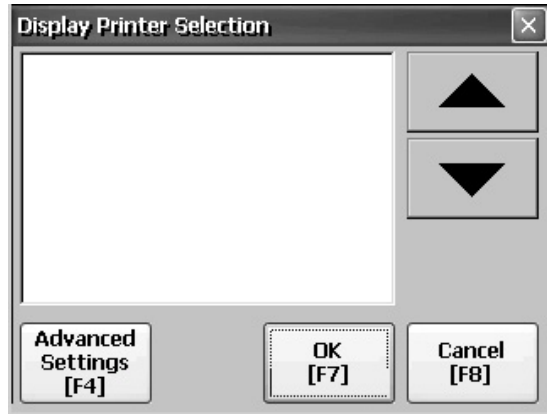 Display Printer Selection
Advanced
Settings
[F4]
OK
[F7]
Cancel
[F8]